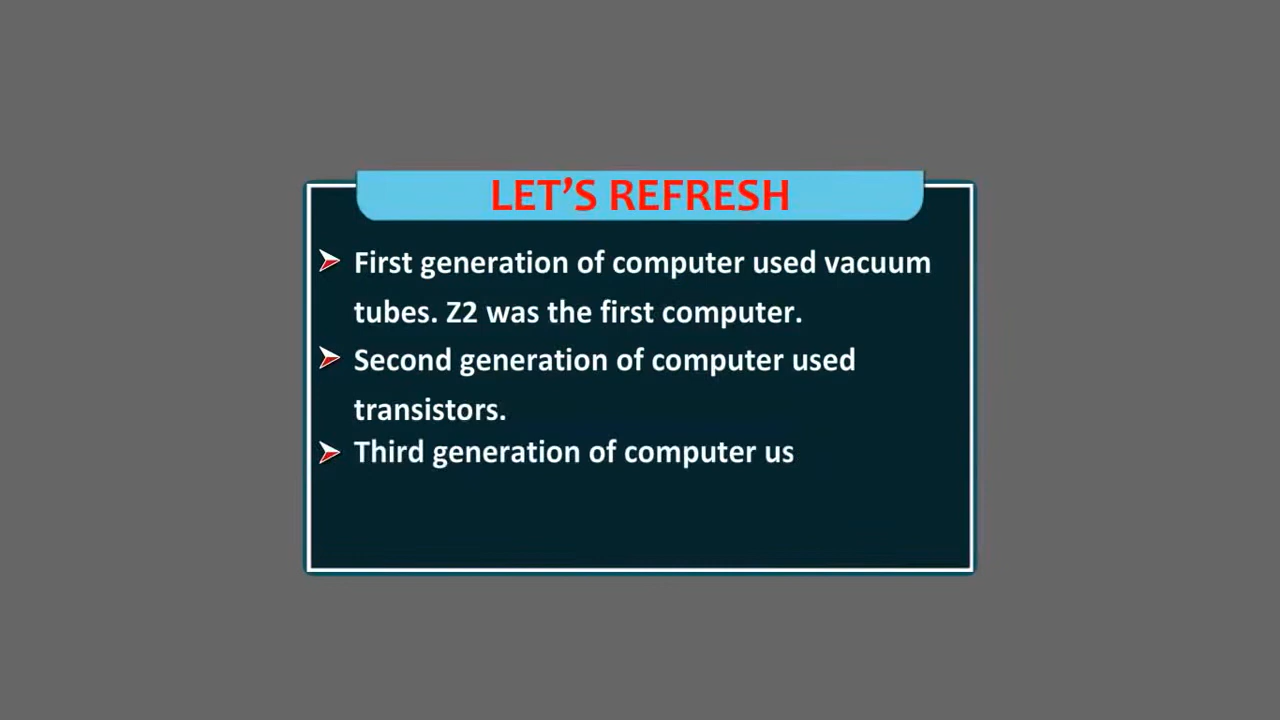 LET'S REFRESH
First generation of computer used vacuum
tubes. Z2 was the first computer.
Second generation of computer used
transistors.
Third generation of computer us